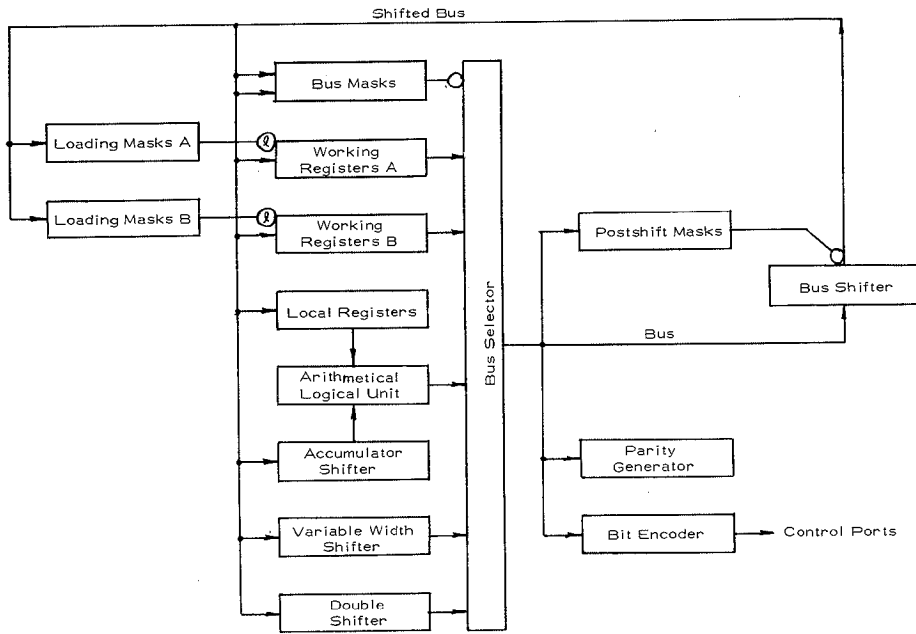 Shifted Bus
Bus Masks
Loading Masks A
ℓ
Working
Registers A
Loading Masks B
ℓ
Working
Registers B
Postshift Masks
Bus Shifter
Local Registers
Bus Selector
Bus
Arithmetical
Logical Unit
Accumulator
Shifter
Parity
Generator
Variable Width
Shifter
Bit Encoder
Control Ports
Double
Shifter